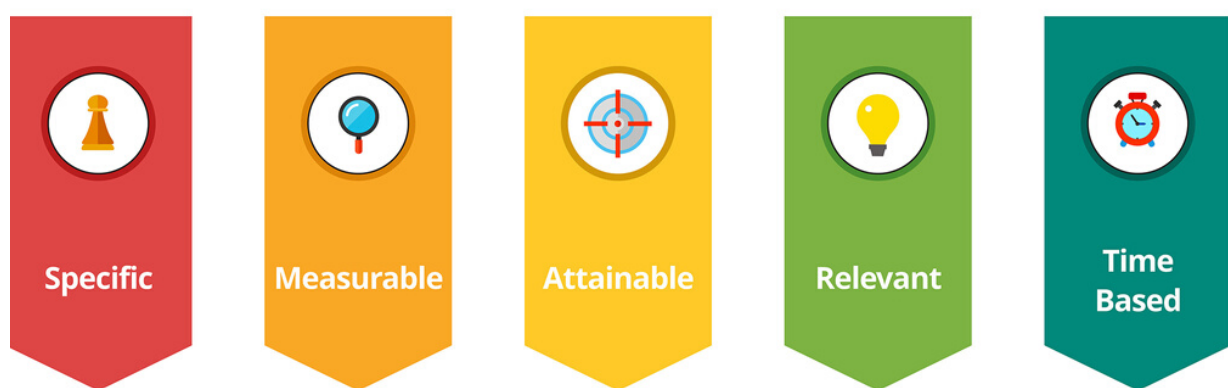 Specific
Measurable
Attainable
Relevant
Time
Based